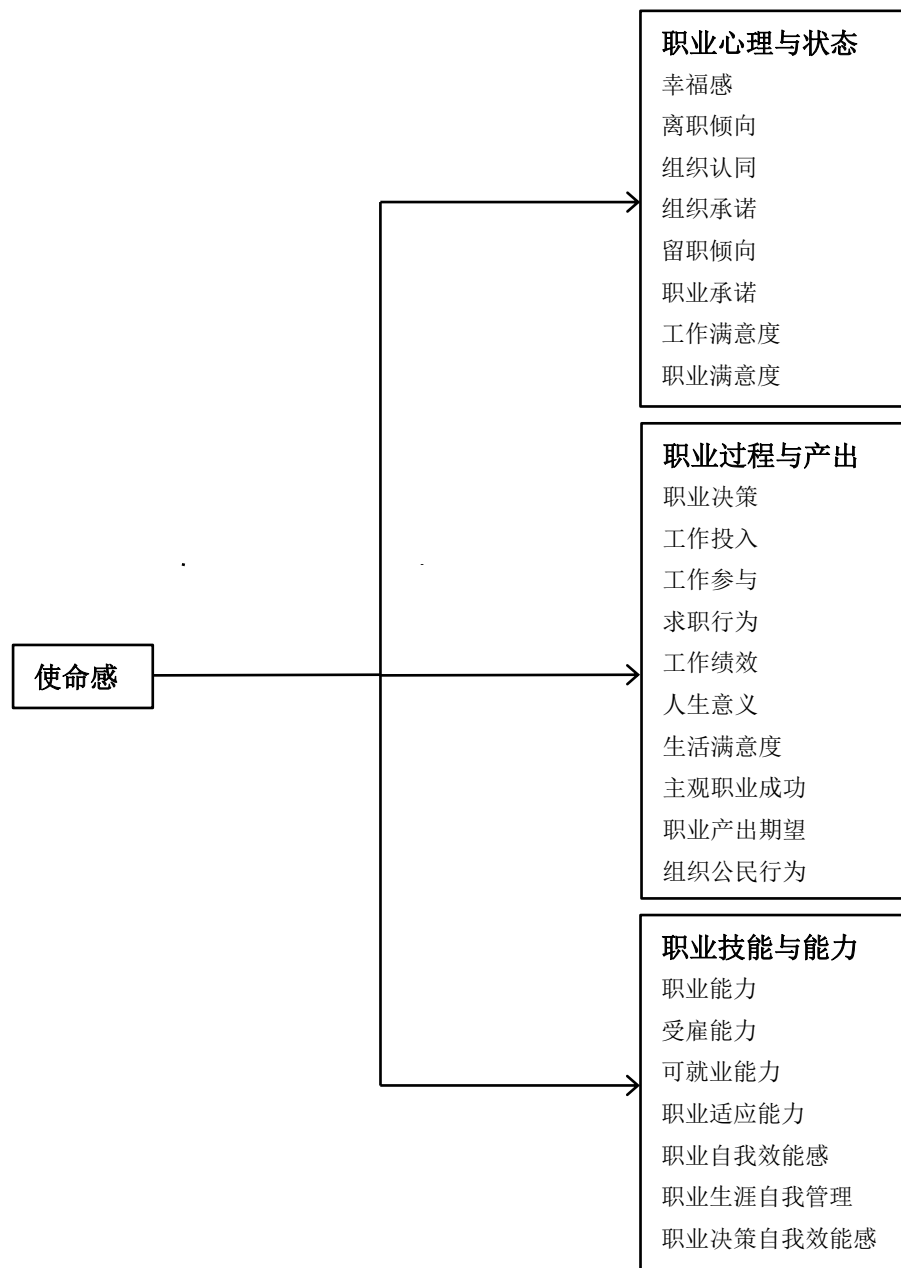 职业心理与状态
幸福感
离职倾向
组织认同
组织承诺
留职倾向
职业承诺
工作满意度
职业满意度
职业过程与产出
职业决策
工作投入
工作参与
求职行为
工作绩效
人生意义
生活满意度
主观职业成功
职业产出期望
组织公民行为
使命感
职业技能与能力
职业能力
受雇能力
可就业能力
职业适应能力
职业自我效能感
职业生涯自我管理
职业决策自我效能感